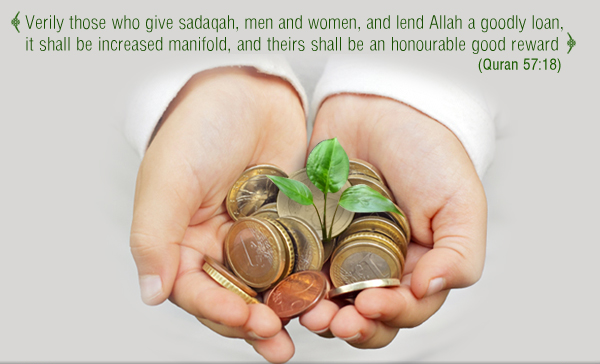 ﴾ Verily those who give sadaqah, men and women, and lend Allah a goodly loan,
it shall be increased manifold, and theirs shall be an honourable good reward ﴿
(Quran 57:18)